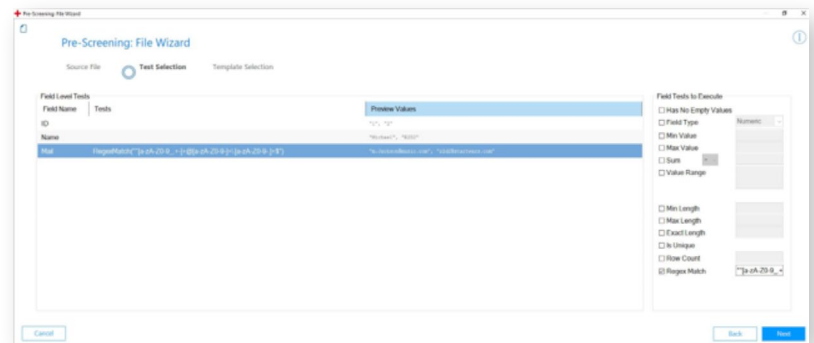 Pre-Screening: File Wizard
Pre-Screening: File Wizard
Source File
Test Selection
Template Selection
Field Level Tests
Field Name Tests Preview Values
ID "1", "2"
Name
Mail
Field Tests to Execute
Has No Empty Values
Field Type Numeric
Min Value
Max Value
Sum
Value Range
Min Length
Max Length
Exact Length
Is Unique
Row Count
Regex Match
Cancel
Back
Next